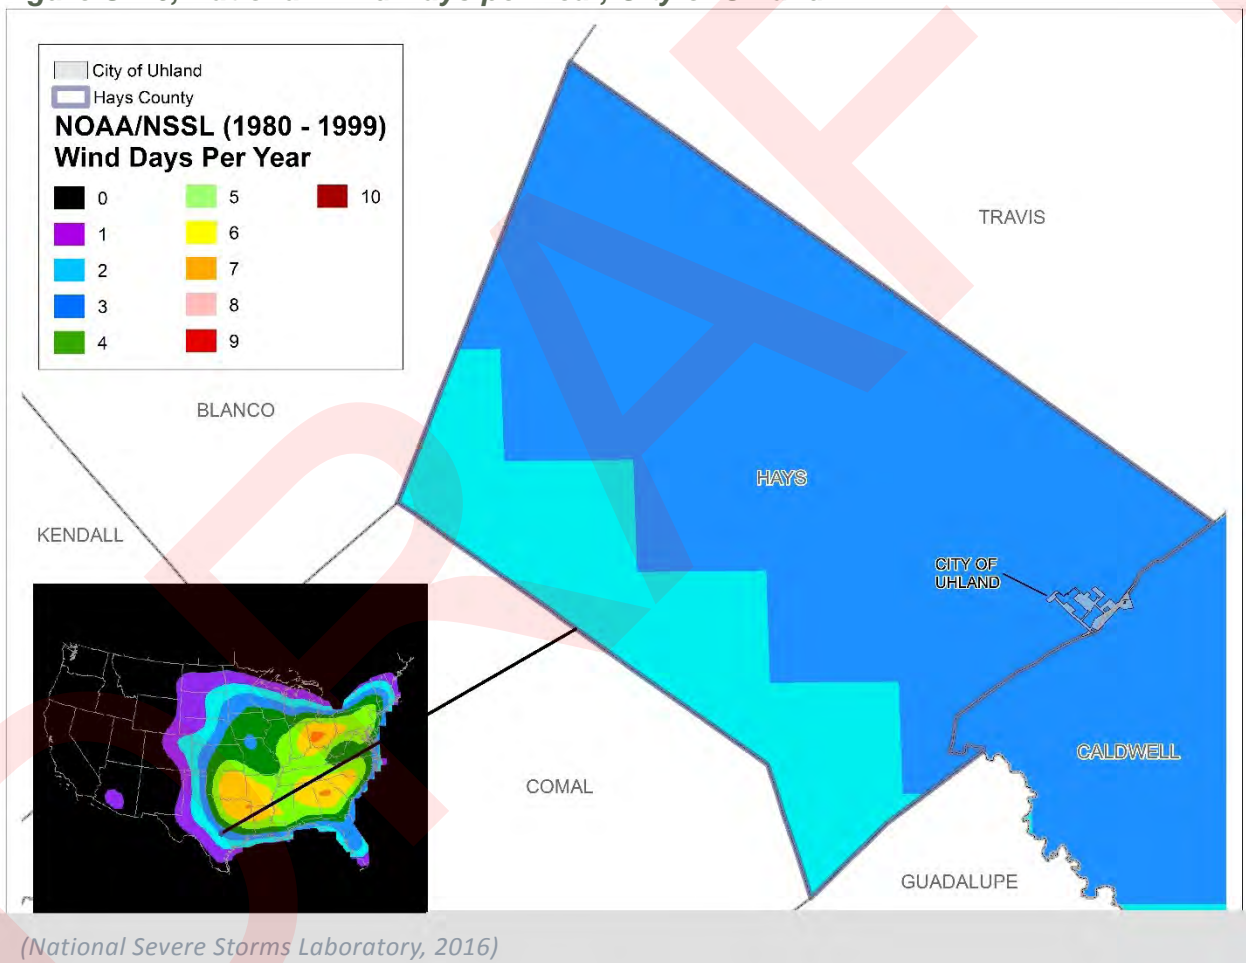 City of Uhland
Hays County
NOAA/NSSL (1980 - 1999)
Wind Days Per Year
0 5 10
1 6
2 7
3 8
4 9
TRAVIS
BLANCO
HAYS
KENDALL
CITY OF
UHLAND
CALDWELL
COMAL
GUADALUPE
(National Severe Storms Laboratory, 2016)
DRAFT